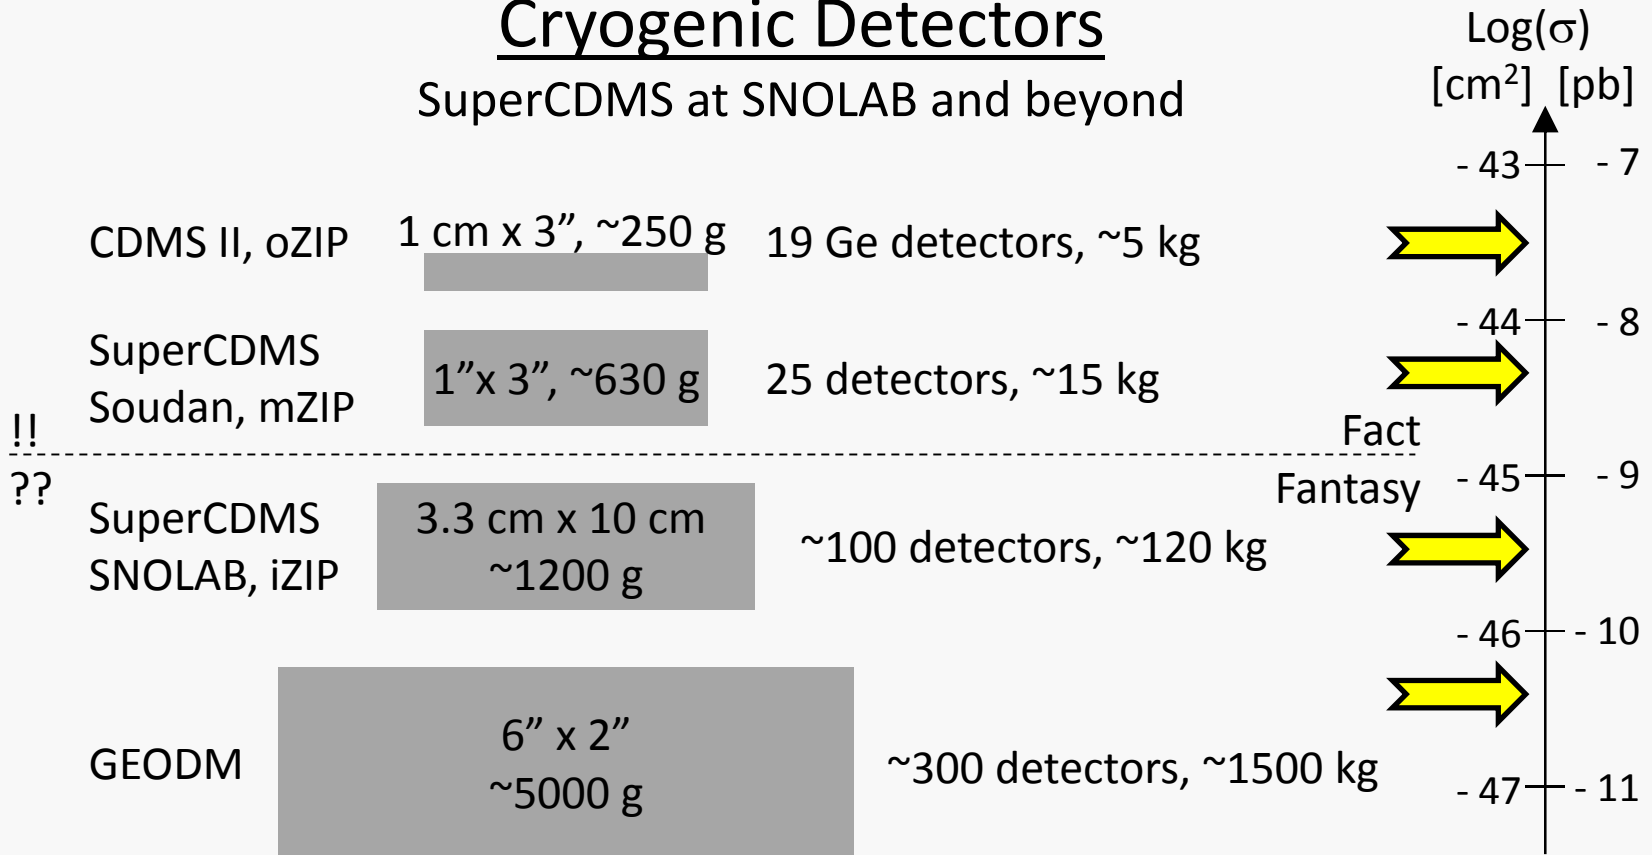 Cryogenic Detectors
SuperCDMS at SNOLAB and beyond
Log(σ)
[cm²] [pb]
- 43 - 7
CDMS II, oZIP 1 cm x 3”, ~250 g 19 Ge detectors, ~5 kg
- 44 - 8
SuperCDMS
Soudan, mZIP
1”x 3”, ~630 g 25 detectors, ~15 kg
!! Fact
?? Fantasy
- 45 - 9
SuperCDMS
SNOLAB, iZIP
3.3 cm x 10 cm
~1200 g
~100 detectors, ~120 kg
- 46 - 10
GEODM
6” x 2”
~5000 g
~300 detectors, ~1500 kg
- 47 - 11